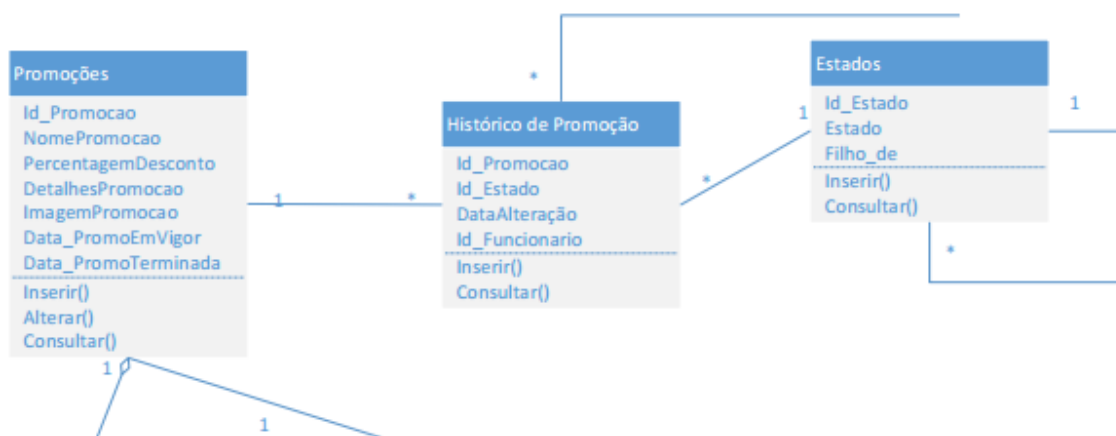 Promoções
Id_Promocao
NomePromocao
PercentagemDesconto
DetalhesPromocao
ImagemPromocao
Data_PromoEmVigor
Data_PromoTerminada
Inserir()
Alterar()
Consultar()
1
1
1
*
*
Histórico de Promoção
Id_Promocao
Id_Estado
DataAlteração
Id_Funcionario
Inserir()
Consultar()
*
1
Estados
Id_Estado
Estado
Filho_de
Inserir()
Consultar()
1
*